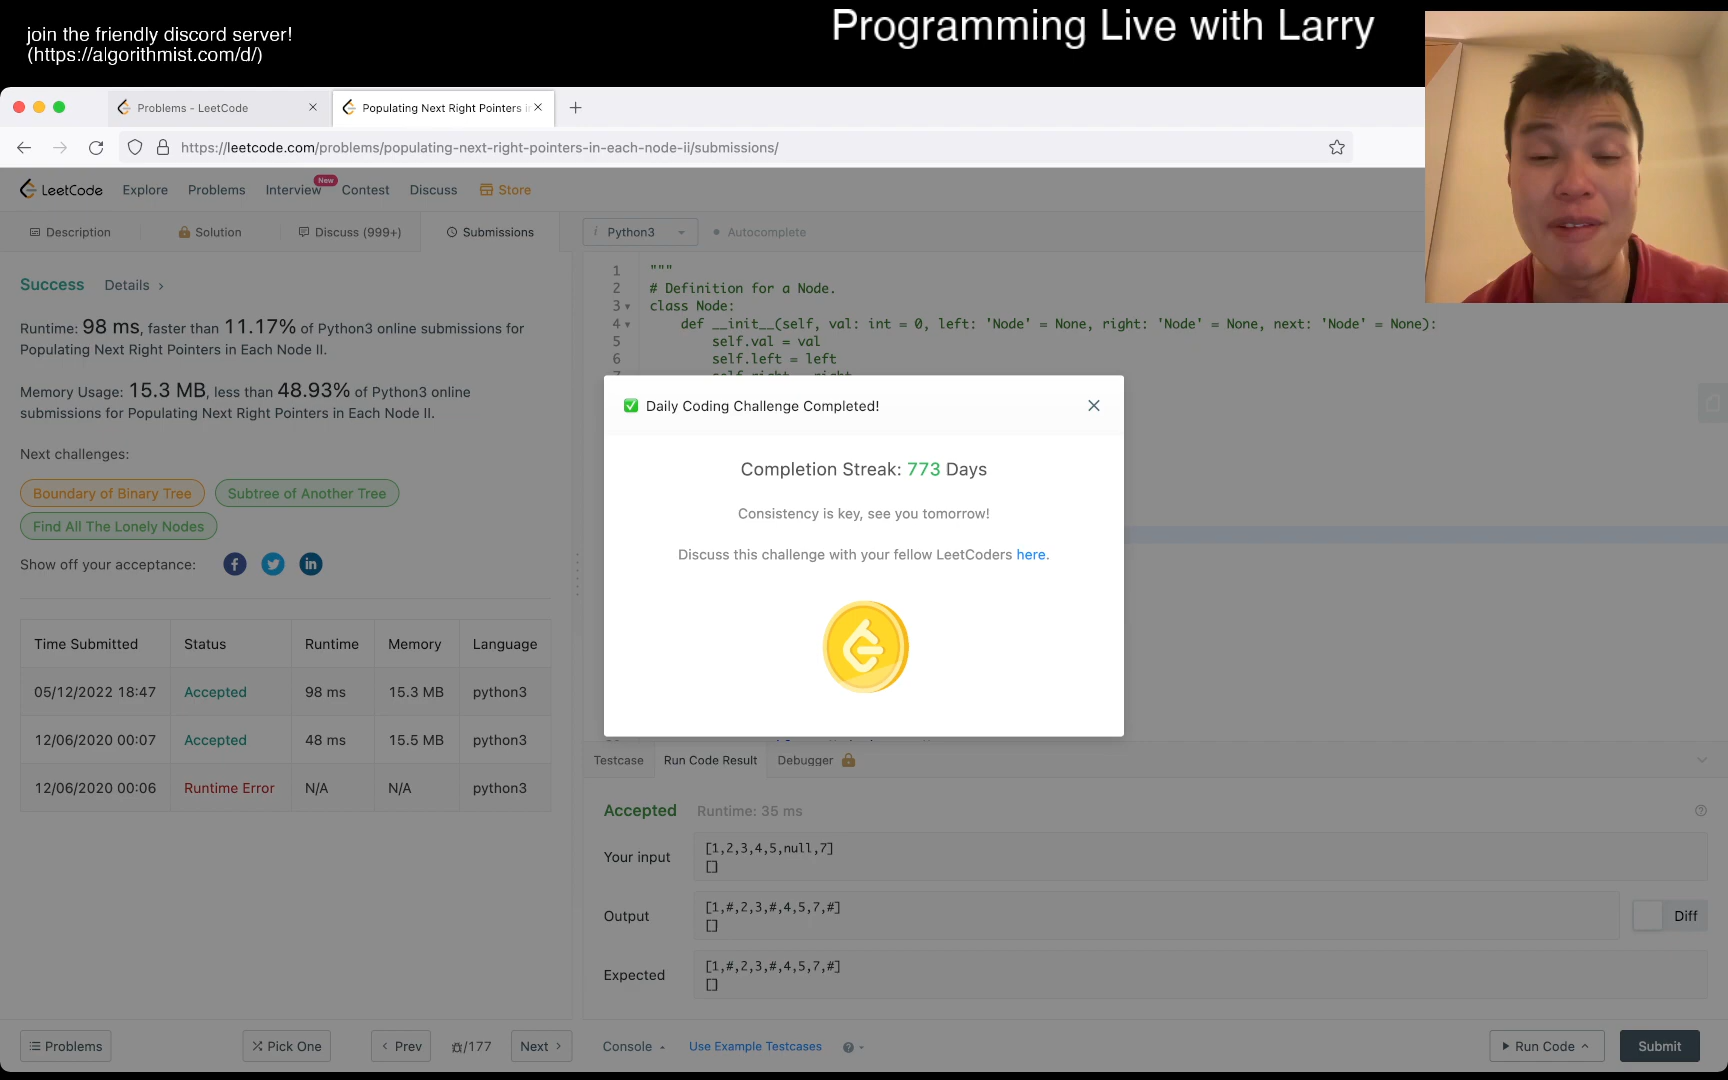 join the friendly discord server!
(https://algorithmist.com/d/)
Programming Live with Larry
Problems - LeetCode
Populating Next Right Pointers i
https://leetcode.com/problems/populating-next-right-pointers-in-each-node-ii/submissions/
LeetCode Explore Problems Interview New Contest Discuss Store
Description Solution Discuss (999+) Submissions
i Python3 Autocomplete
Success Details >
Runtime: 98 ms, faster than 11.17% of Python3 online submissions for
Populating Next Right Pointers in Each Node II.
Memory Usage: 15.3 MB, less than 48.93% of Python3 online
submissions for Populating Next Right Pointers in Each Node II.
Next challenges:
Boundary of Binary Tree Subtree of Another Tree
Find All The Lonely Nodes
Show off your acceptance:
Time Submitted Status Runtime Memory Language
05/12/2022 18:47 Accepted 98 ms 15.3 MB python3
12/06/2020 00:07 Accepted 48 ms 15.5 MB python3
12/06/2020 00:06 Runtime Error N/A N/A python3
1 """
2 # Definition for a Node.
3 class Node:
4 def __init__(self, val: int = 0, left: 'Node' = None, right: 'Node' = None, next: 'Node' = None):
5 self.val = val
6 self.left = left
7 self.right = right
Daily Coding Challenge Completed!
Completion Streak: 773 Days
Consistency is key, see you tomorrow!
Discuss this challenge with your fellow LeetCoders here.
Testcase Run Code Result Debugger
Accepted Runtime: 35 ms
Your input [1,2,3,4,5,null,7]
[]
Output [1,#,2,3,#,4,5,7,#]
[]
Diff
Expected [1,#,2,3,#,4,5,7,#]
[]
Problems Pick One < Prev /177 Next >
Console Use Example Testcases Run Code Submit